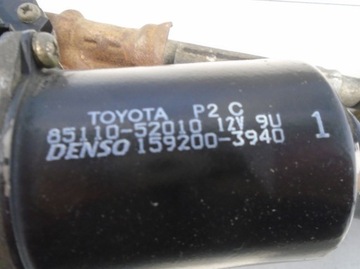 TOYOTA P2 C
85110-52010 12V 9U
DENSO 159200-3940 1